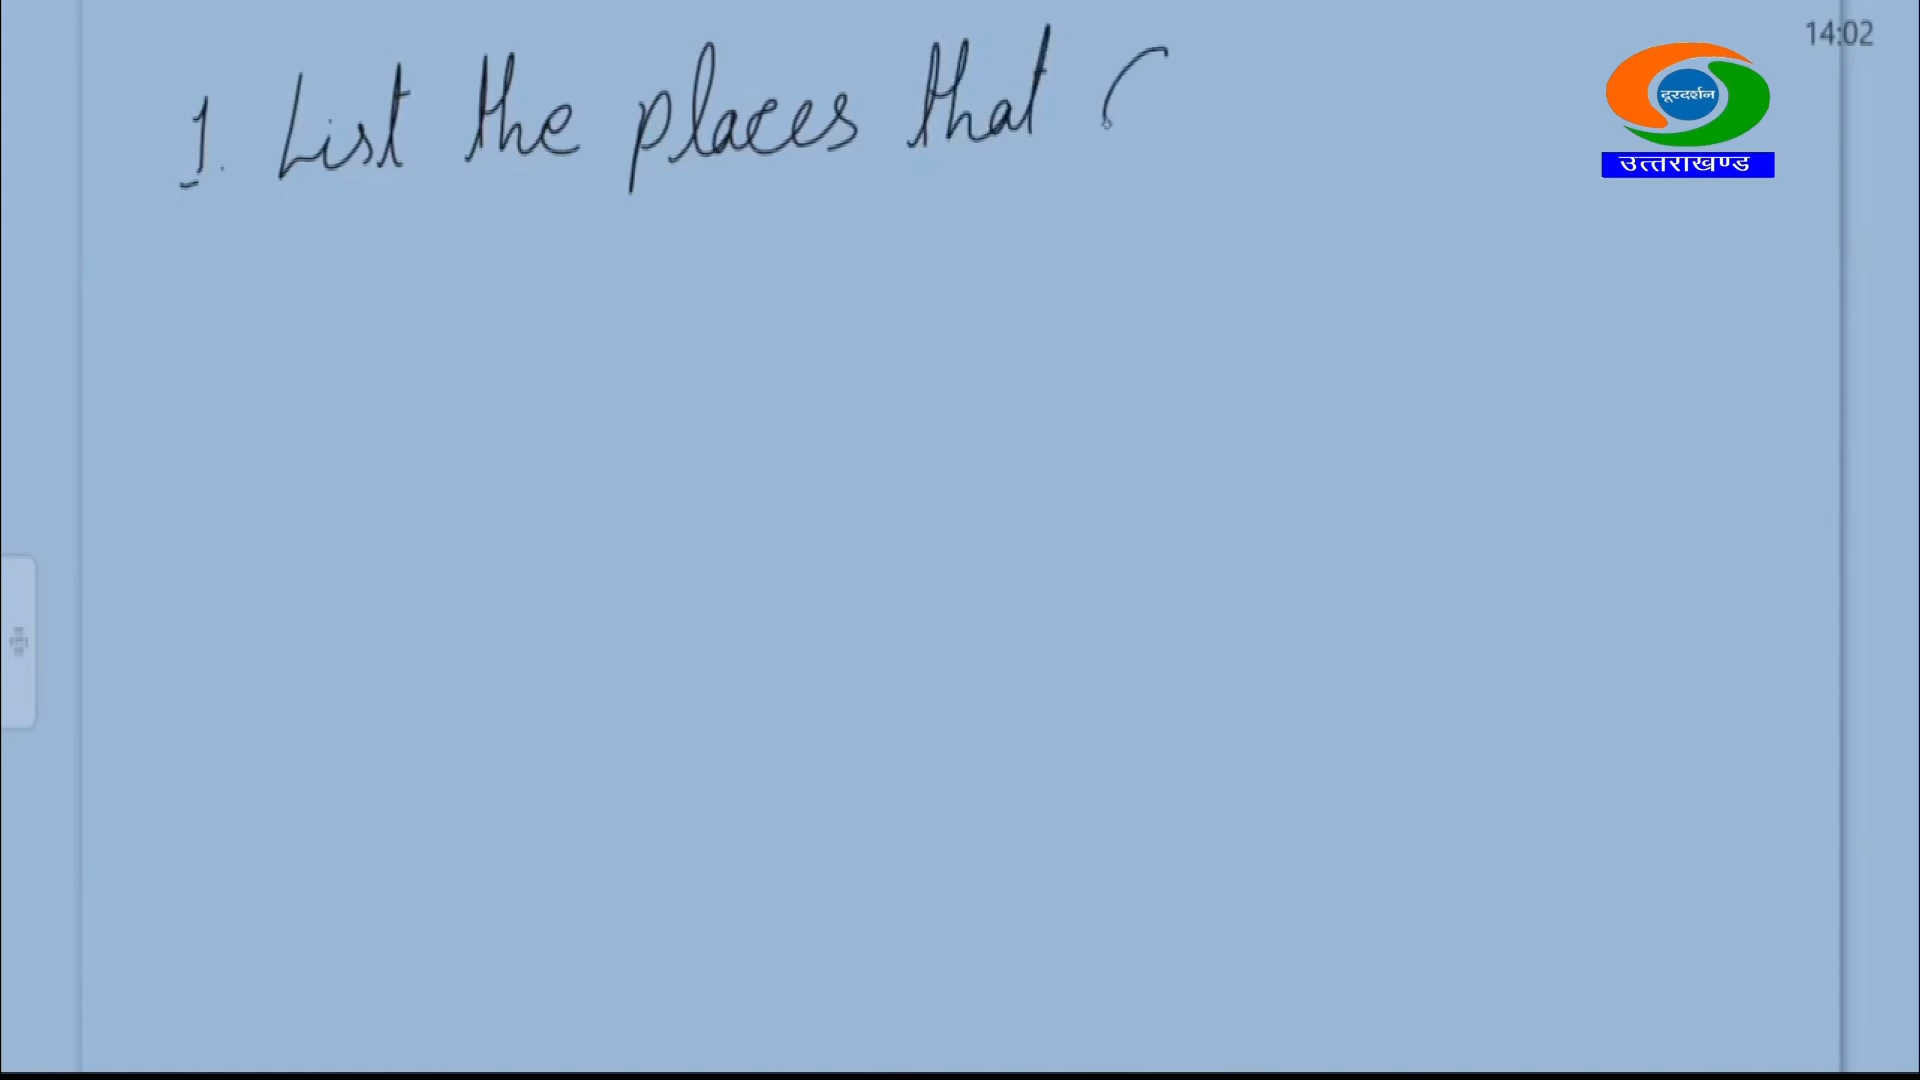 14:02
1. List the places that
दूरदर्शन
उत्तराखण्ड